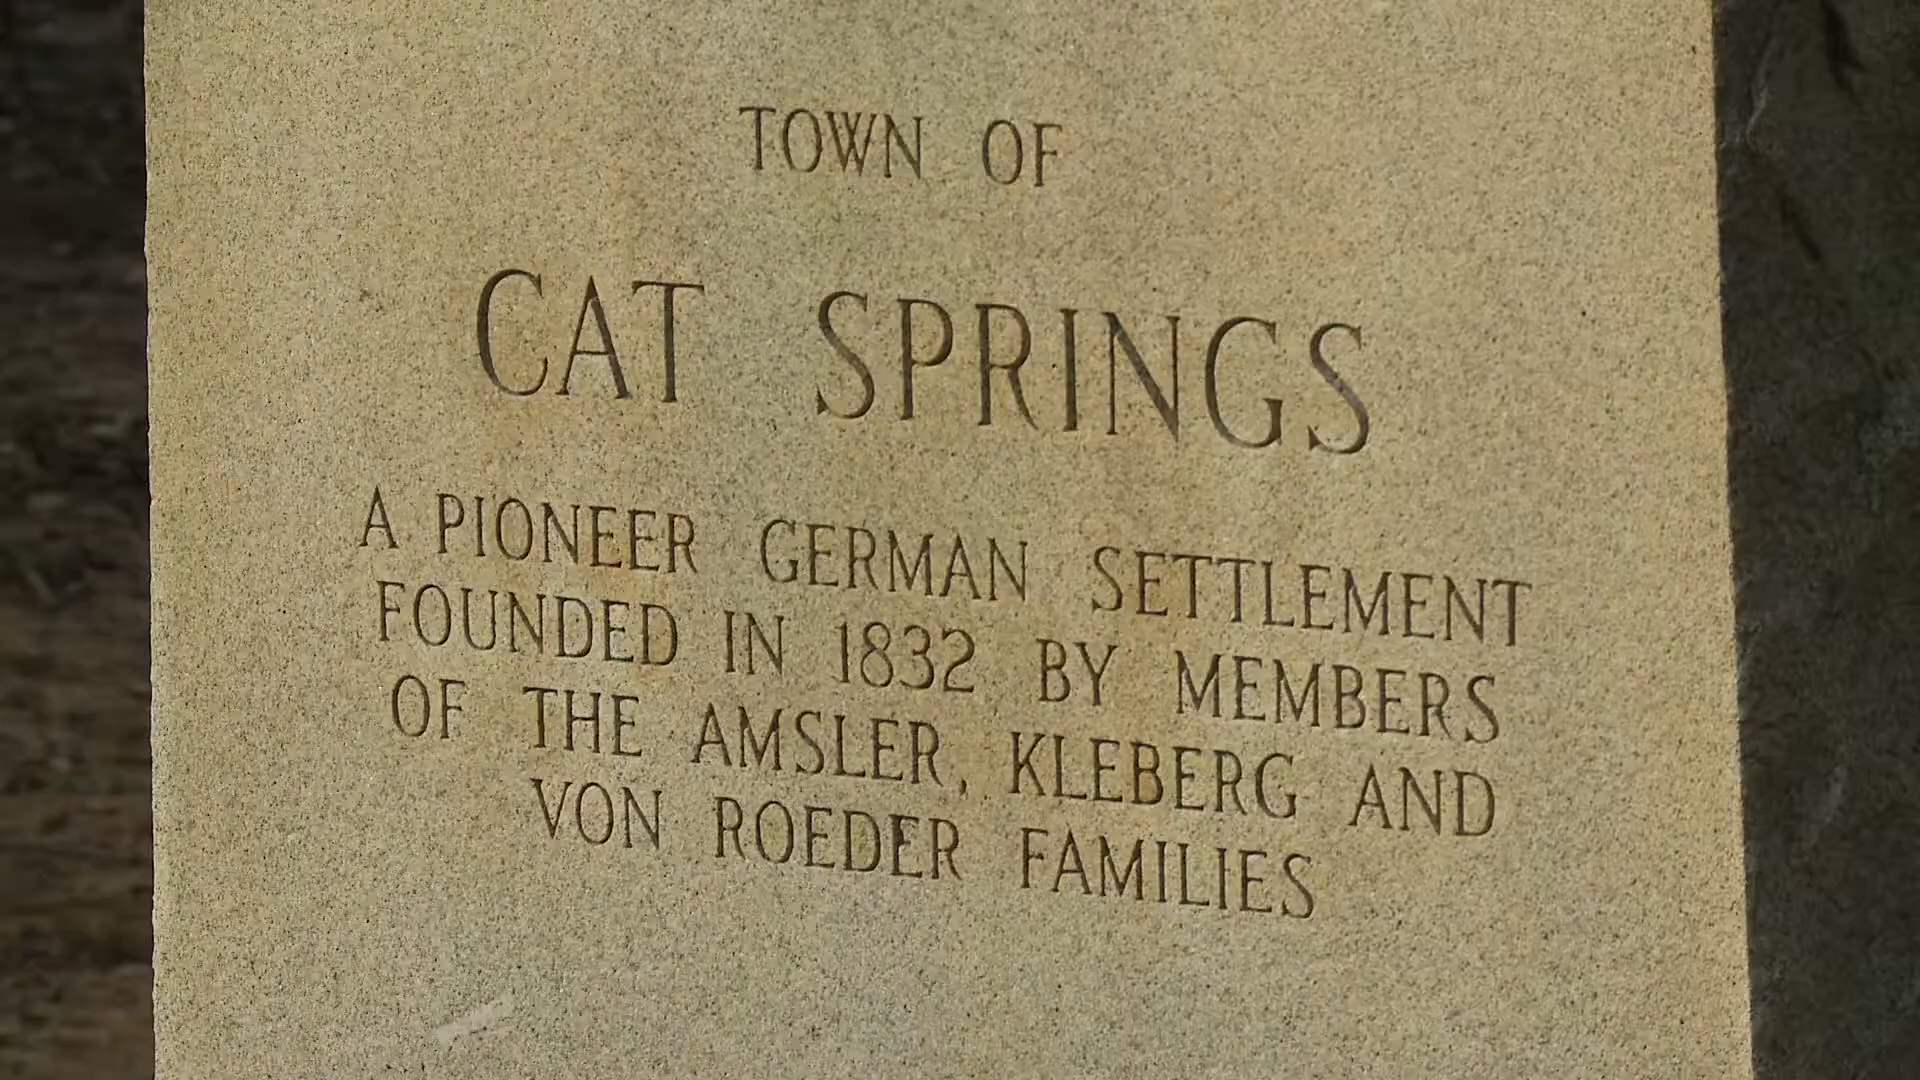 TOWN OF
CAT SPRINGS
A PIONEER GERMAN SETTLEMENT
FOUNDED IN 1832 BY MEMBERS
OF THE AMSLER, KLEBERG AND
VON ROEDER FAMILIES